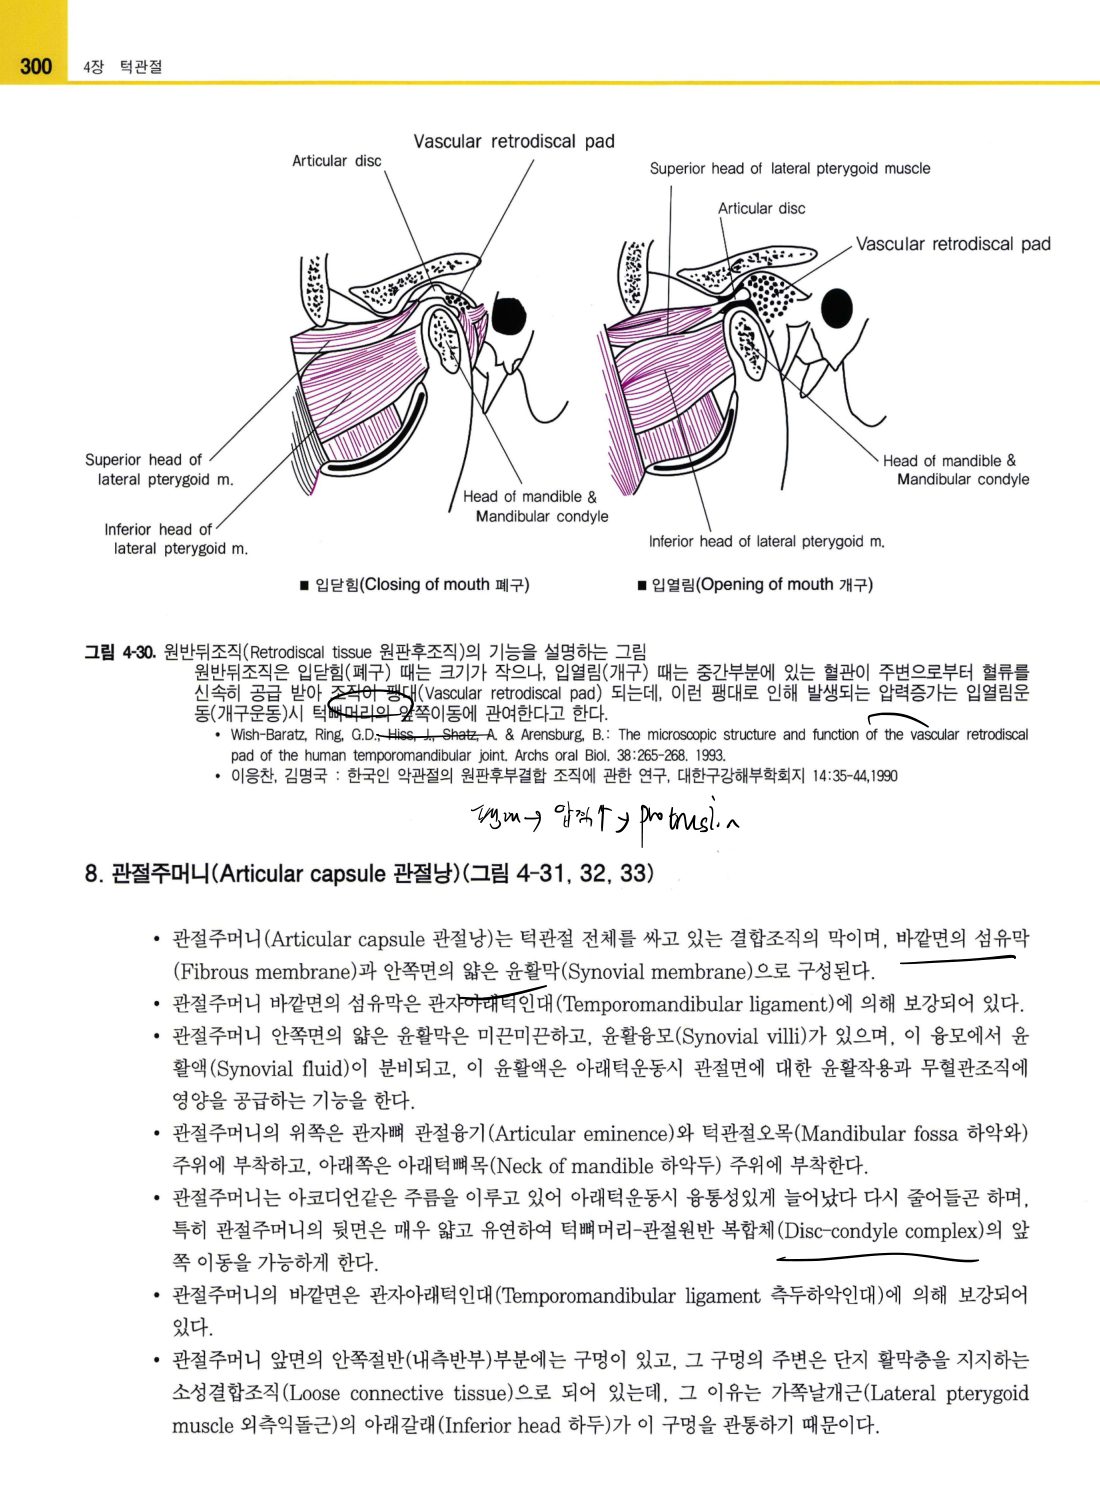 300 4장 턱관절
Vascular retrodiscal pad
Articular disc
Superior head of lateral pterygoid muscle
Articular disc
Vascular retrodiscal pad
Superior head of
lateral pterygoid m.
Head of mandible &
Mandibular condyle
Head of mandible &
Mandibular condyle
Inferior head of
lateral pterygoid m.
Inferior head of lateral pterygoid m.
■ 입닫힘(Closing of mouth 폐구)
■ 입열림(Opening of mouth 개구)
그림 4-30. 원반뒤조직(Retrodiscal tissue 원판후조직)의 기능을 설명하는 그림
원반뒤조직은 입닫힘(폐구) 때는 크기가 작으나, 입열림(개구) 때는 중간부분에 있는 혈관이 주변으로부터 혈류를
신속히 공급 받아 조직이 팽대(Vascular retrodiscal pad) 되는데, 이런 팽대로 인해 발생되는 압력증가는 입열림운
동(개구운동)시 턱뼈머리의 앞쪽이동에 관여한다고 한다.
• Wish-Baratz, Ring, G.D., Hiss, J., Shatz, A. & Arensburg, B.: The microscopic structure and function of the vascular retrodiscal
pad of the human temporomandibular joint. Archs oral Biol. 38:265-268. 1993.
• 이응찬, 김명국 : 한국인 악관절의 원판후부결합 조직에 관한 연구, 대한구강해부학회지 14:35-44,1990
→ 압력↑ → protrusion
8. 관절주머니(Articular capsule 관절낭)(그림 4-31, 32, 33)
• 관절주머니(Articular capsule 관절낭)는 턱관절 전체를 싸고 있는 결합조직의 막이며, 바깥면의 섬유막
(Fibrous membrane)과 안쪽면의 얇은 윤활막(Synovial membrane)으로 구성된다.
• 관절주머니 바깥면의 섬유막은 관자아래턱인대(Temporomandibular ligament)에 의해 보강되어 있다.
• 관절주머니 안쪽면의 얇은 윤활막은 미끈미끈하고, 윤활융모(Synovial villi)가 있으며, 이 융모에서 윤
활액(Synovial fluid)이 분비되고, 이 윤활액은 아래턱운동시 관절면에 대한 윤활작용과 무혈관조직에
영양을 공급하는 기능을 한다.
• 관절주머니의 위쪽은 관자뼈 관절융기(Articular eminence)와 턱관절오목(Mandibular fossa 하악와)
주위에 부착하고, 아래쪽은 아래턱뼈목(Neck of mandible 하악두) 주위에 부착한다.
• 관절주머니는 아코디언같은 주름을 이루고 있어 아래턱운동시 융통성있게 늘어났다 다시 줄어들곤 하며,
특히 관절주머니의 뒷면은 매우 얇고 유연하여 턱뼈머리-관절원반 복합체(Disc-condyle complex)의 앞
쪽 이동을 가능하게 한다.
• 관절주머니의 바깥면은 관자아래턱인대(Temporomandibular ligament 측두하악인대)에 의해 보강되어
있다.
• 관절주머니 앞면의 안쪽절반(내측반부)부분에는 구멍이 있고, 그 구멍의 주변은 단지 활막층을 지지하는
소성결합조직(Loose connective tissue)으로 되어 있는데, 그 이유는 가쪽날개근(Lateral pterygoid
muscle 외측익돌근)의 아래갈래(Inferior head 하두)가 이 구멍을 관통하기 때문이다.